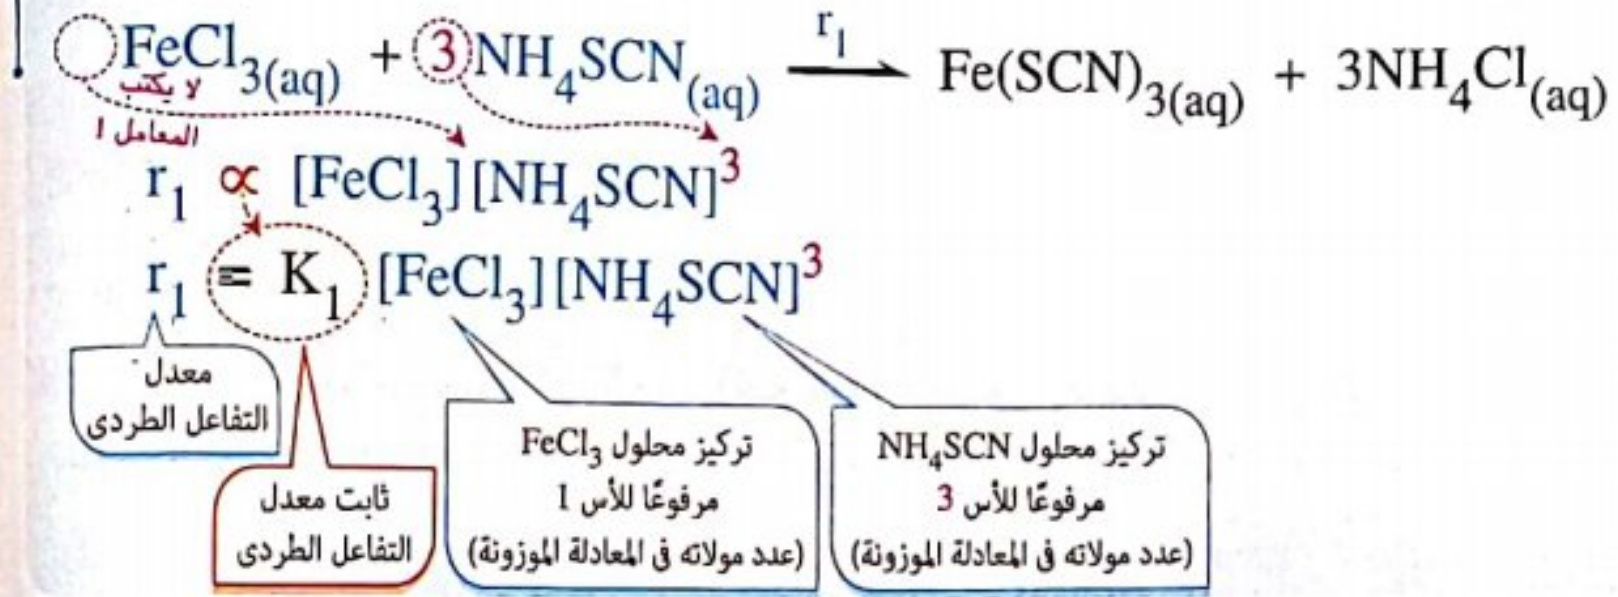 FeCl₃(aq) + 3NH₄SCN(aq) r₁ → Fe(SCN)₃(aq) + 3NH₄Cl(aq)
لا يكتب
المعامل 1
r₁ ∝ [FeCl₃][NH₄SCN]³
r₁ = K₁ [FeCl₃][NH₄SCN]³
معدل
التفاعل الطردى
ثابت معدل
التفاعل الطردى
تركيز محلول FeCl₃
مرفوعًا للأس 1
(عدد مولاته فى المعادلة الموزونة)
تركيز محلول NH₄SCN
مرفوعًا للأس 3
(عدد مولاته فى المعادلة الموزونة)